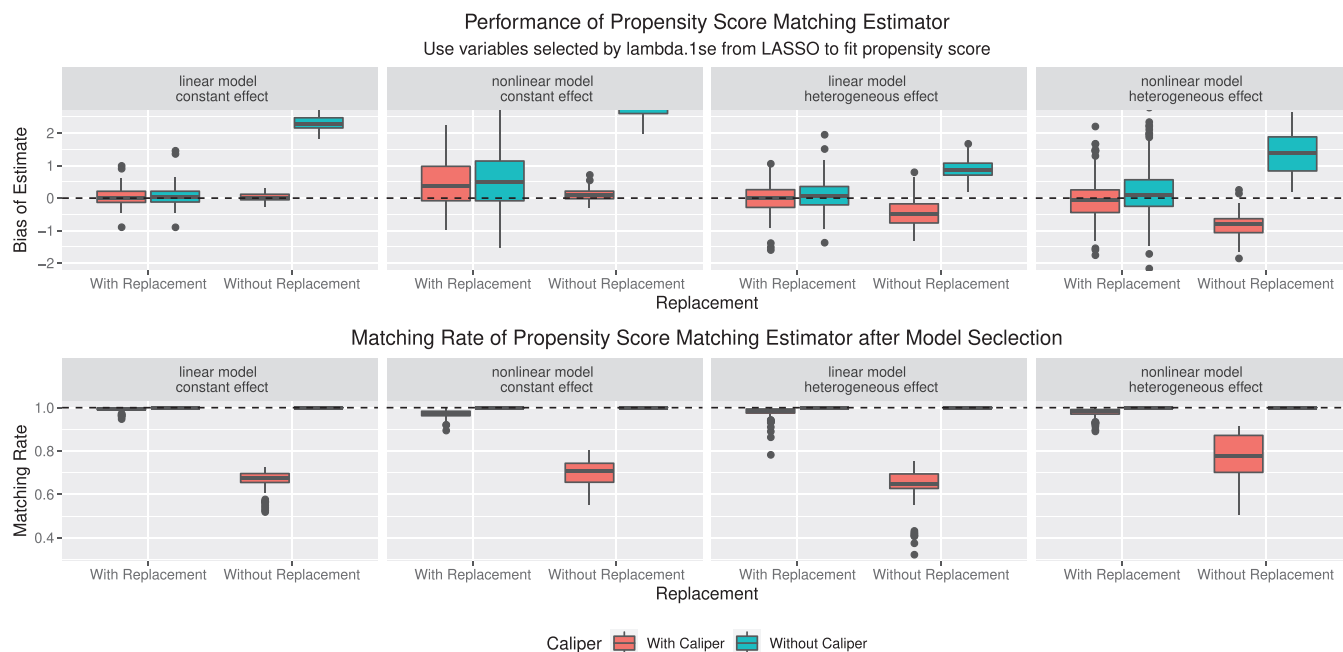 Performance of Propensity Score Matching Estimator
Use variables selected by lambda.1se from LASSO to fit propensity score
linear model
constant effect
nonlinear model
constant effect
linear model
heterogeneous effect
nonlinear model
heterogeneous effect
Bias of Estimate
2
1
0
−1
−2
With Replacement Without Replacement
With Replacement Without Replacement
With Replacement Without Replacement
With Replacement Without Replacement
Replacement
Matching Rate of Propensity Score Matching Estimator after Model Seclection
linear model
constant effect
nonlinear model
constant effect
linear model
heterogeneous effect
nonlinear model
heterogeneous effect
Matching Rate
1.0
0.8
0.6
0.4
With Replacement Without Replacement
With Replacement Without Replacement
With Replacement Without Replacement
With Replacement Without Replacement
Replacement
Caliper With Caliper Without Caliper